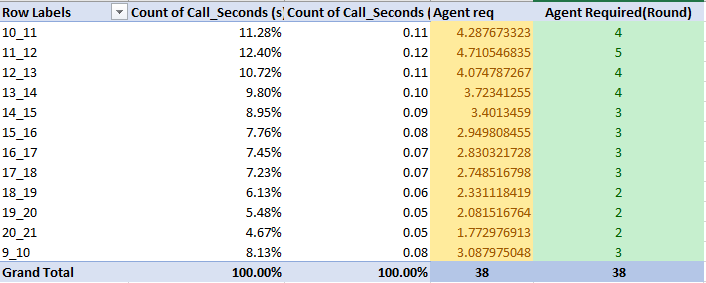 Row Labels Count of Call_Seconds (s) Count of Call_Seconds ( Agent req Agent Required(Round)
10_11 11.28% 0.11 4.287673323 4
11_12 12.40% 0.12 4.710546835 5
12_13 10.72% 0.11 4.074787267 4
13_14 9.80% 0.10 3.72341255 4
14_15 8.95% 0.09 3.4013459 3
15_16 7.76% 0.08 2.949808455 3
16_17 7.45% 0.07 2.830321728 3
17_18 7.23% 0.07 2.748516798 3
18_19 6.13% 0.06 2.331118419 2
19_20 5.48% 0.05 2.081516764 2
20_21 4.67% 0.05 1.772976913 2
9_10 8.13% 0.08 3.087975048 3
Grand Total 100.00% 100.00% 38 38